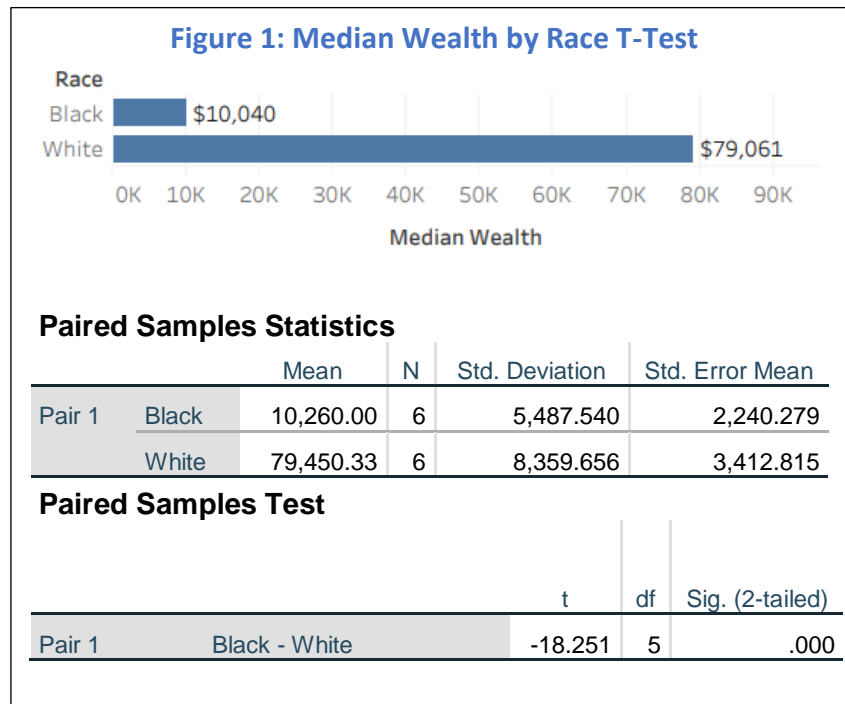 Figure 1: Median Wealth by Race T-Test
Race
Black $10,040
White $79,061
0K 10K 20K 30K 40K 50K 60K 70K 80K 90K
Median Wealth
Paired Samples Statistics
Mean N Std. Deviation Std. Error Mean
Pair 1 Black 10,260.00 6 5,487.540 2,240.279
White 79,450.33 6 8,359.656 3,412.815
Paired Samples Test
t df Sig. (2-tailed)
Pair 1 Black - White -18.251 5 .000